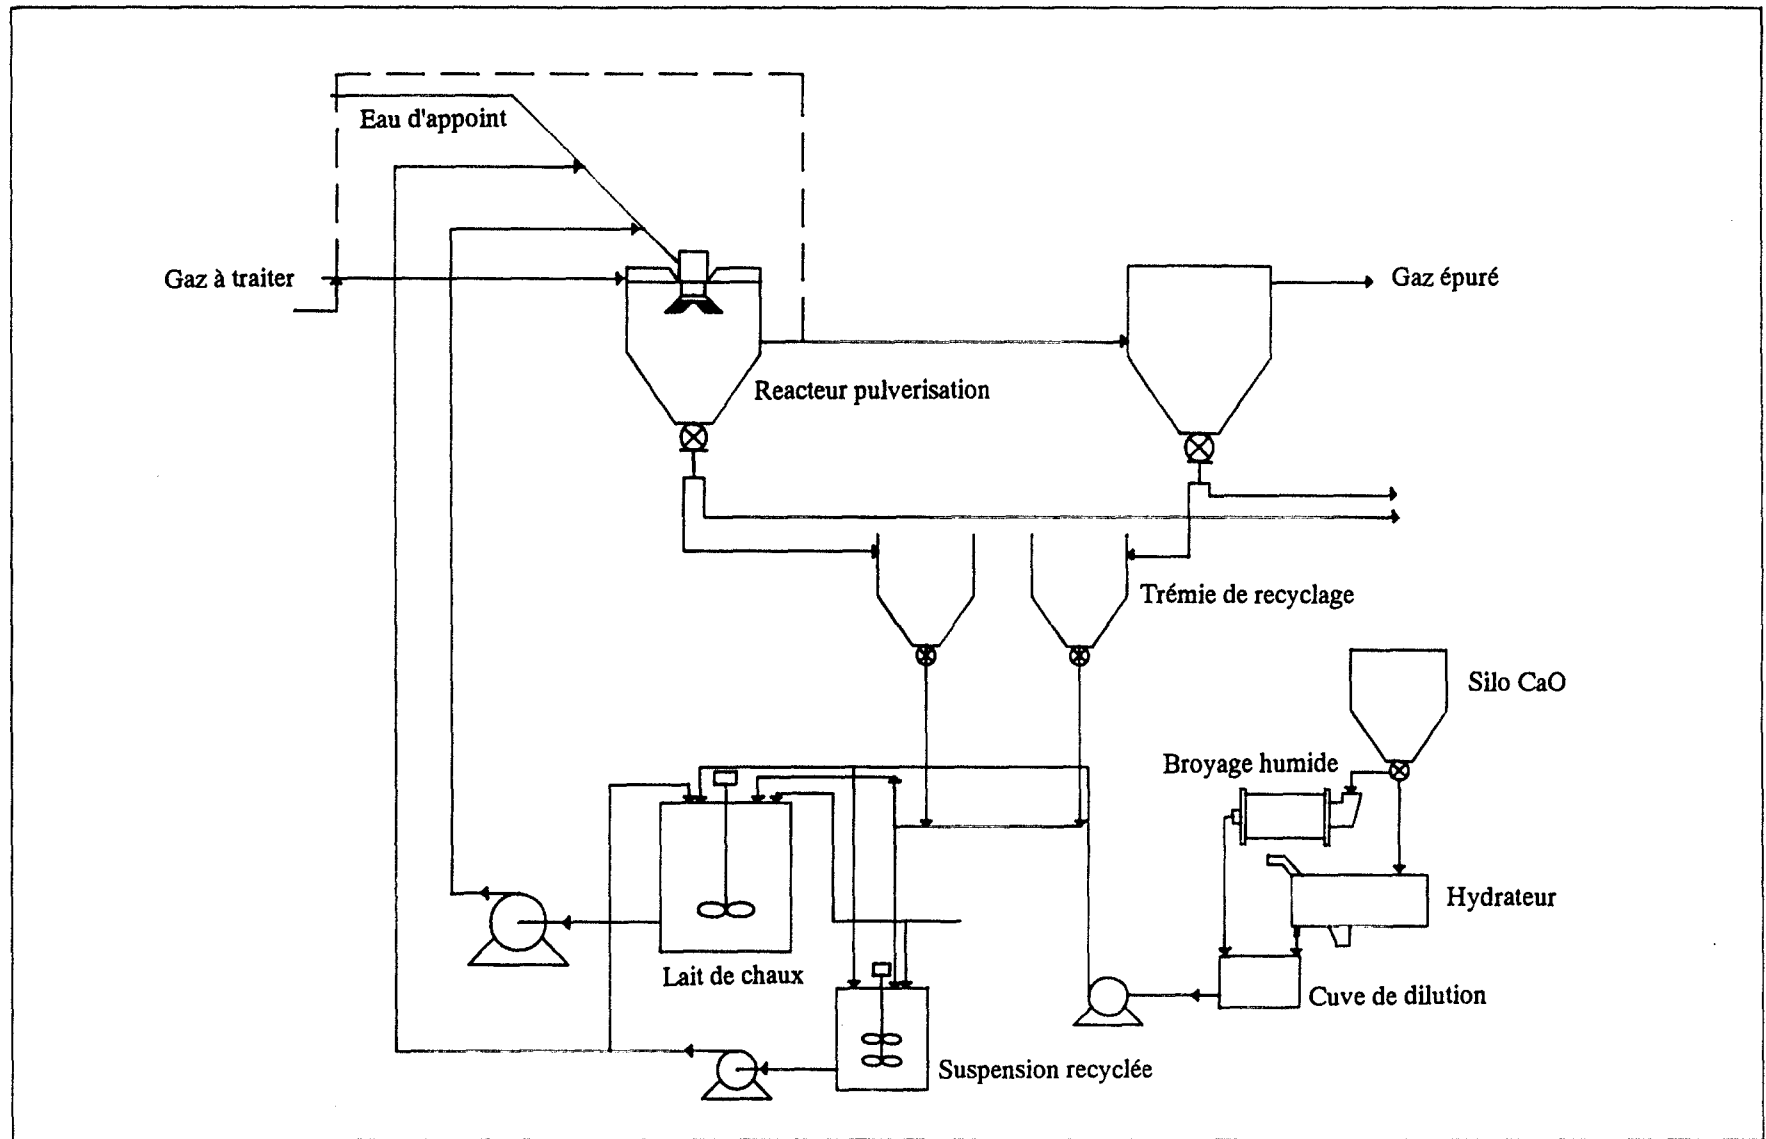 Eau d'appoint
Gaz à traiter
Gaz épuré
Reacteur pulverisation
Trémie de recyclage
Silo CaO
Broyage humide
Hydrateur
Lait de chaux
Cuve de dilution
Suspension recyclée